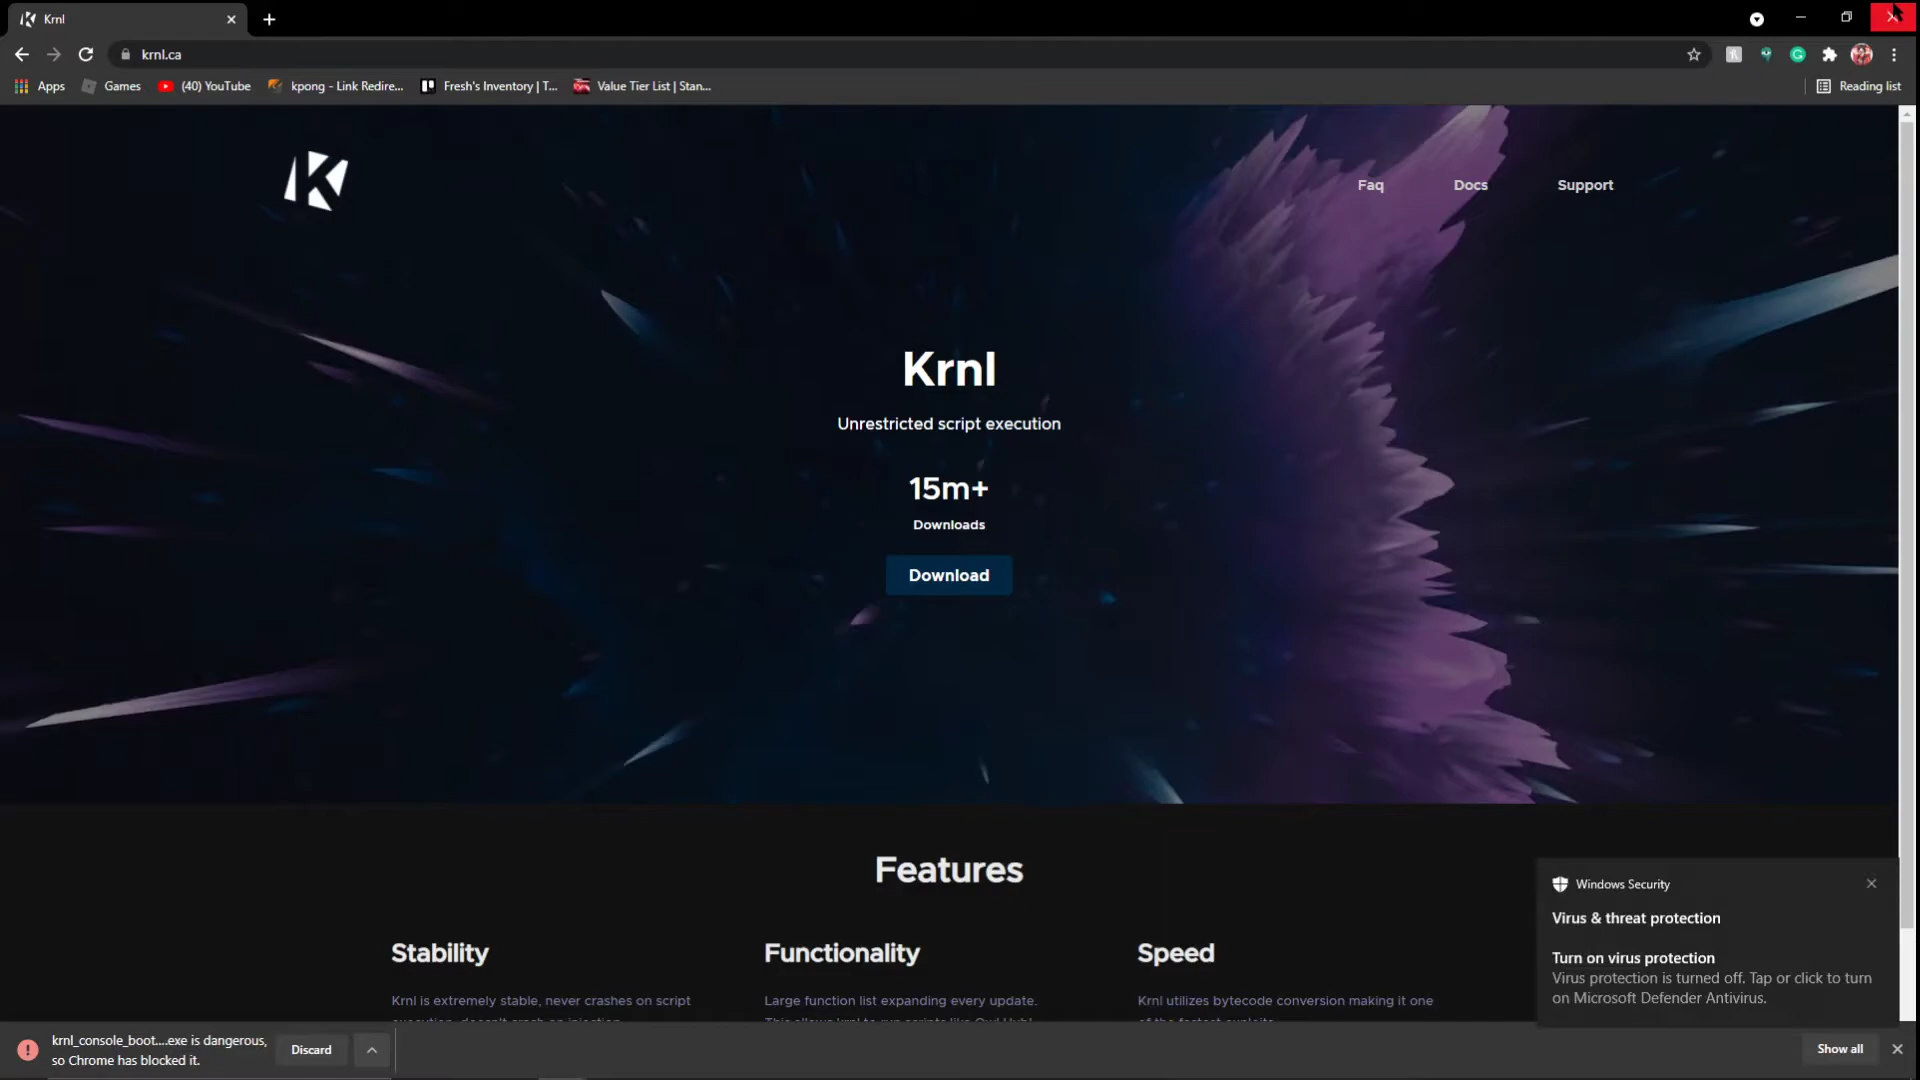 Krnl
krnl.ca
Apps
Games
(40) YouTube
kpong - Link Redire...
Fresh's Inventory | T...
Value Tier List | Stan...
Reading list
K
Faq
Docs
Support
Krnl
Unrestricted script execution
15m+
Downloads
Download
Features
Stability
Functionality
Speed
Krnl is extremely stable, never crashes on script
Large function list expanding every update.
Krnl utilizes bytecode conversion making it one
Windows Security
Virus & threat protection
Turn on virus protection
Virus protection is turned off. Tap or click to turn
on Microsoft Defender Antivirus.
krnl_console_boot....exe is dangerous,
so Chrome has blocked it.
Discard
Show all